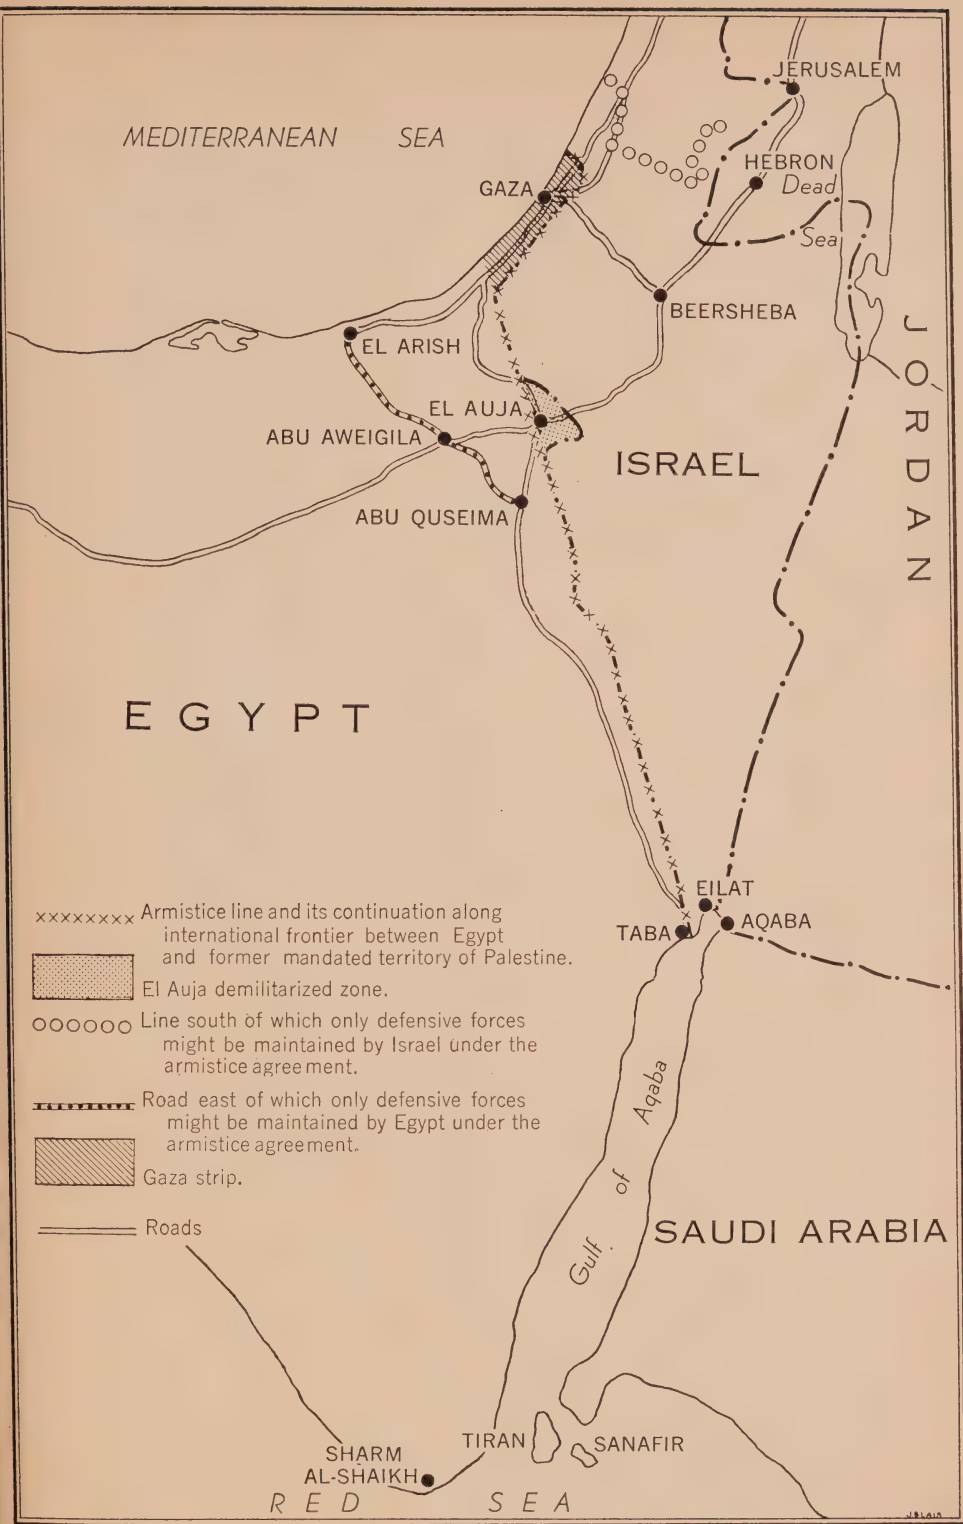 JERUSALEM
MEDITERRANEAN SEA
HEBRON
Dead
Sea
GAZA
BEERSHEBA
EL ARISH
JORDAN
EL AUJA
ABU AWEIGILA
ISRAEL
ABU QUSEIMA
EGYPT
EILAT
TABA
AQABA
xxxxxxxx Armistice line and its continuation along
international frontier between Egypt
and former mandated territory of Palestine.
El Auja demilitarized zone.
Line south of which only defensive forces
might be maintained by Israel under the
armistice agreement.
Road east of which only defensive forces
might be maintained by Egypt under the
armistice agreement.
Gaza strip.
Roads
Gulf of Aqaba
SAUDI ARABIA
TIRAN
SANAFIR
SHARM
AL-SHAIKH
RED SEA
J BLAIR